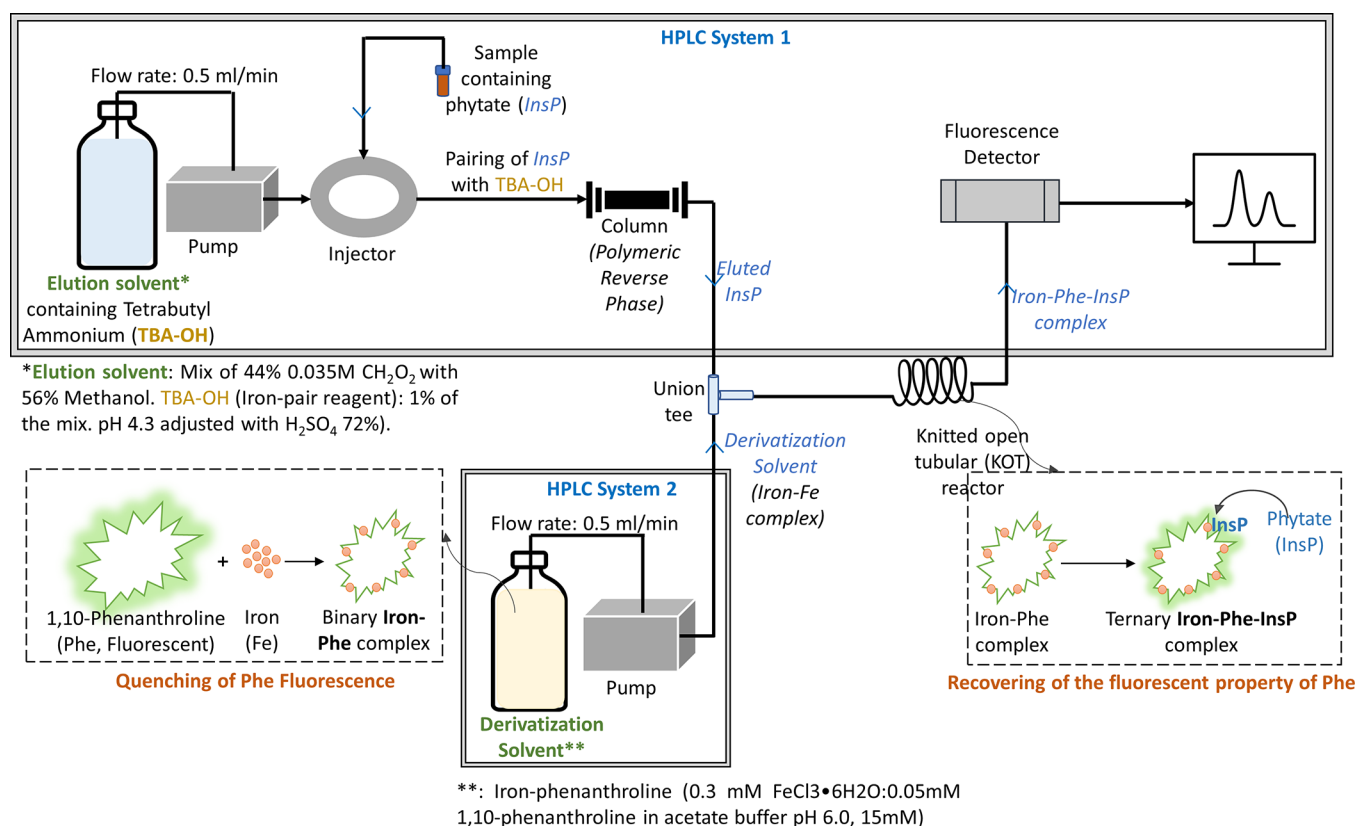 HPLC System 1
Flow rate: 0.5 ml/min
Sample
containing
phytate (InsP)
Pump
Injector
Pairing of InsP
with TBA-OH
Column
(Polymeric
Reverse
Phase)
Eluted
InsP
Fluorescence
Detector
Iron-Phe-InsP
complex
Elution solvent*
containing Tetrabutyl
Ammonium (TBA-OH)
*Elution solvent: Mix of 44% 0.035M CH2O2 with
56% Methanol. TBA-OH (Iron-pair reagent): 1% of
the mix. pH 4.3 adjusted with H2SO4 72%).
Union
tee
Knitted open
tubular (KOT)
reactor
Derivatization
Solvent
(Iron-Fe
complex)
HPLC System 2
Flow rate: 0.5 ml/min
Pump
Derivatization
Solvent**
+
1,10-Phenanthroline
(Phe, Fluorescent)
Iron
(Fe)
Binary Iron-
Phe complex
Quenching of Phe Fluorescence
InsP
Phytate
(InsP)
Iron-Phe
complex
Ternary Iron-Phe-InsP
complex
Recovering of the fluorescent property of Phe
**: Iron-phenanthroline (0.3 mM FeCl3•6H2O:0.05mM
1,10-phenanthroline in acetate buffer pH 6.0, 15mM)